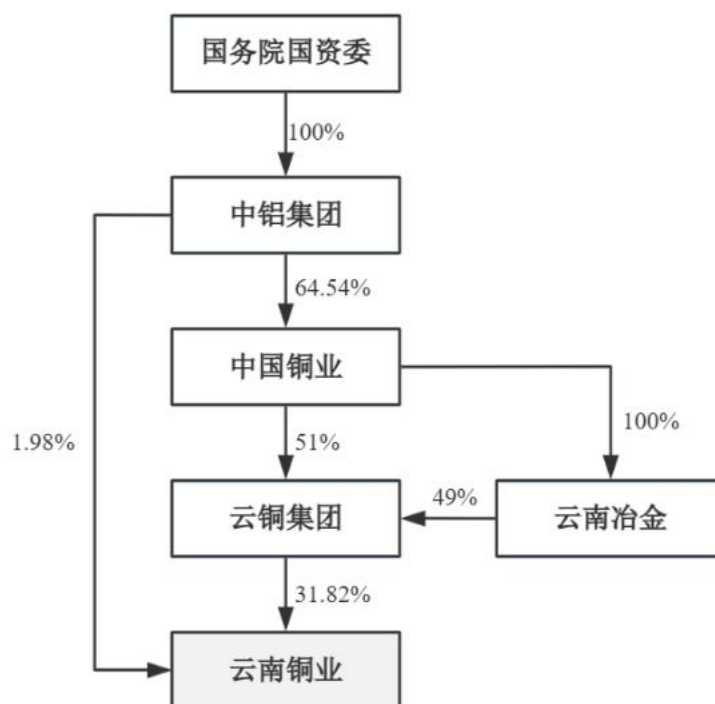 国务院国资委
100%
中铝集团
64.54%
中国铜业
1.98%
51%
100%
云铜集团
49%
云南冶金
31.82%
云南铜业